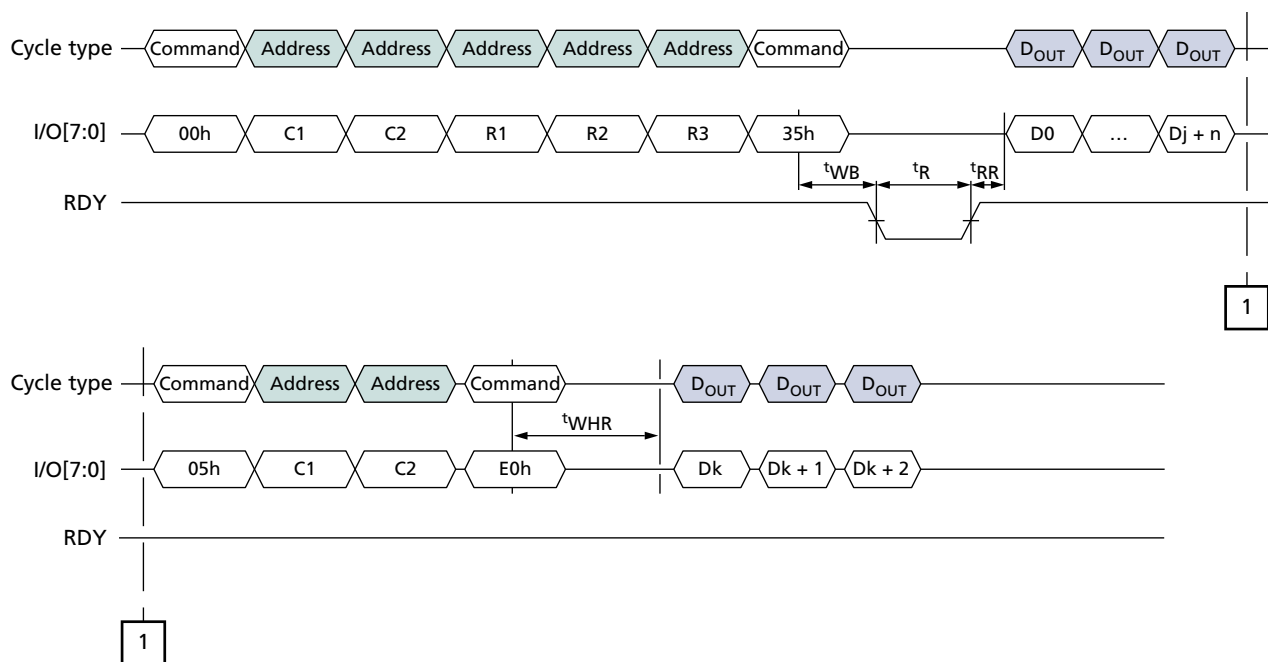 Cycle type Command Address Address Address Address Address Command DOUT DOUT DOUT
I/O[7:0] 00h C1 C2 R1 R2 R3 35h D0 ... Dj + n
tWB tR tRR
RDY
1
Cycle type Command Address Address Command DOUT DOUT DOUT
tWHR
I/O[7:0] 05h C1 C2 E0h Dk Dk + 1 Dk + 2
RDY
1